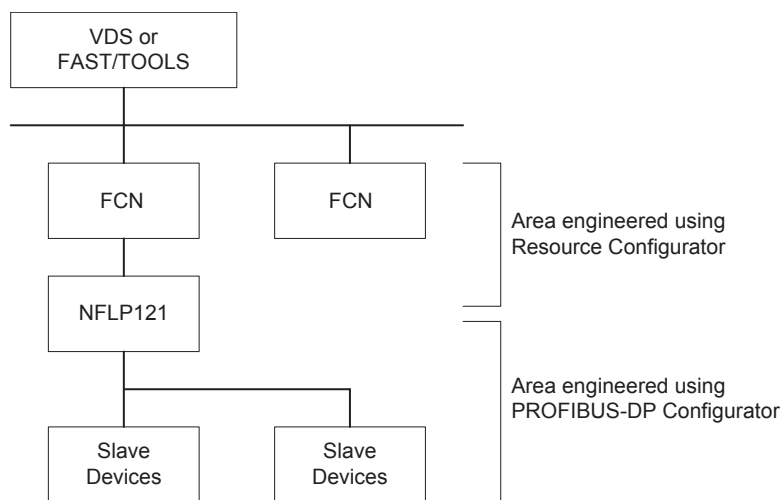 VDS or
FAST/TOOLS
FCN
FCN
Area engineered using
Resource Configurator
NFLP121
Area engineered using
PROFIBUS-DP Configurator
Slave
Devices
Slave
Devices